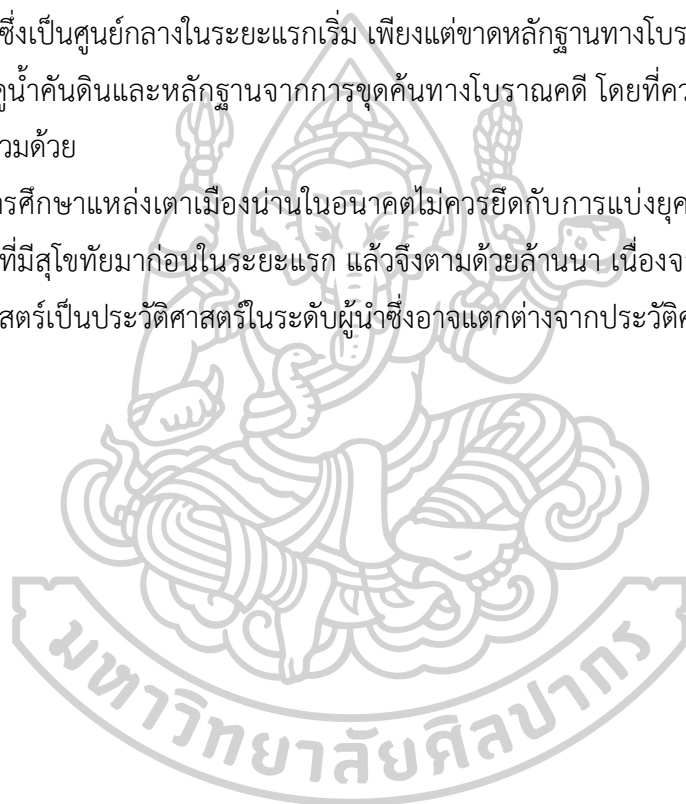 ซึ่งเป็นศูนย์กลางในระยะแรกเริ่ม เพียงแต่ขาดหลักฐานทางโบร
คูน้ำคันดินและหลักฐานจากการขุดค้นทางโบราณคดี โดยที่คว
วมด้วย
ารศึกษาแหล่งเตาเมืองน่านในอนาคตไม่ควรยึดกับการแบ่งยุค
ที่มีสุโขทัยมาก่อนในระยะแรก แล้วจึงตามด้วยล้านนา เนื่องจา
สตร์เป็นประวัติศาสตร์ในระดับผู้นำซึ่งอาจแตกต่างจากประวัติศ
มหาวิทยาลัยศิลปากร